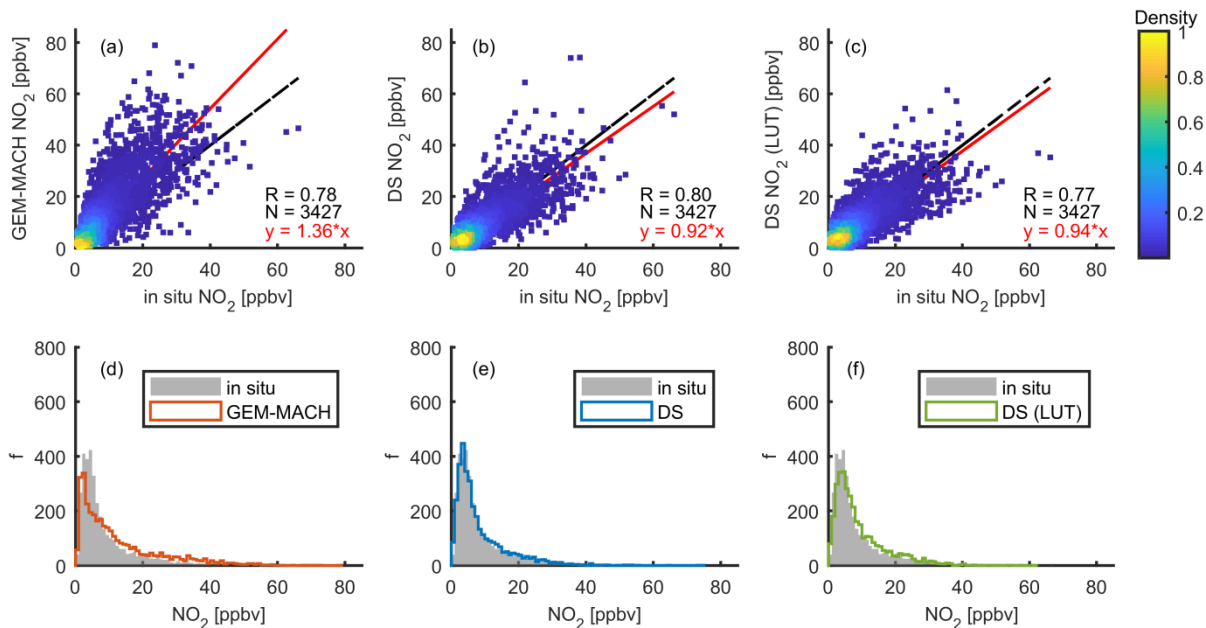 Density
(a)
GEM-MACH NO₂ [ppbv]
80
60
40
20
0
R = 0.78
N = 3427
y = 1.36*x
0 20 40 60 80
in situ NO₂ [ppbv]
(b)
DS NO₂ [ppbv]
80
60
40
20
0
R = 0.80
N = 3427
y = 0.92*x
0 20 40 60 80
in situ NO₂ [ppbv]
(c)
DS NO₂ (LUT) [ppbv]
80
60
40
20
0
R = 0.77
N = 3427
y = 0.94*x
0 20 40 60 80
in situ NO₂ [ppbv]
1
0.8
0.6
0.4
0.2
(d)
f
800
600
400
200
0
in situ
GEM-MACH
0 20 40 60 80
NO₂ [ppbv]
(e)
f
800
600
400
200
0
in situ
DS
0 20 40 60 80
NO₂ [ppbv]
(f)
f
800
600
400
200
0
in situ
DS (LUT)
0 20 40 60 80
NO₂ [ppbv]